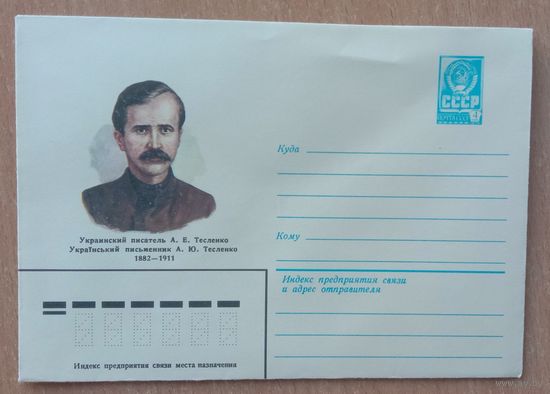 СССР
Украинский писатель А. Е. Тесленко
Український письменник А. Ю. Тесленко
1882—1911
Куда
Кому
Индекс предприятия связи
и адрес отправителя
Индекс предприятия связи места назначения